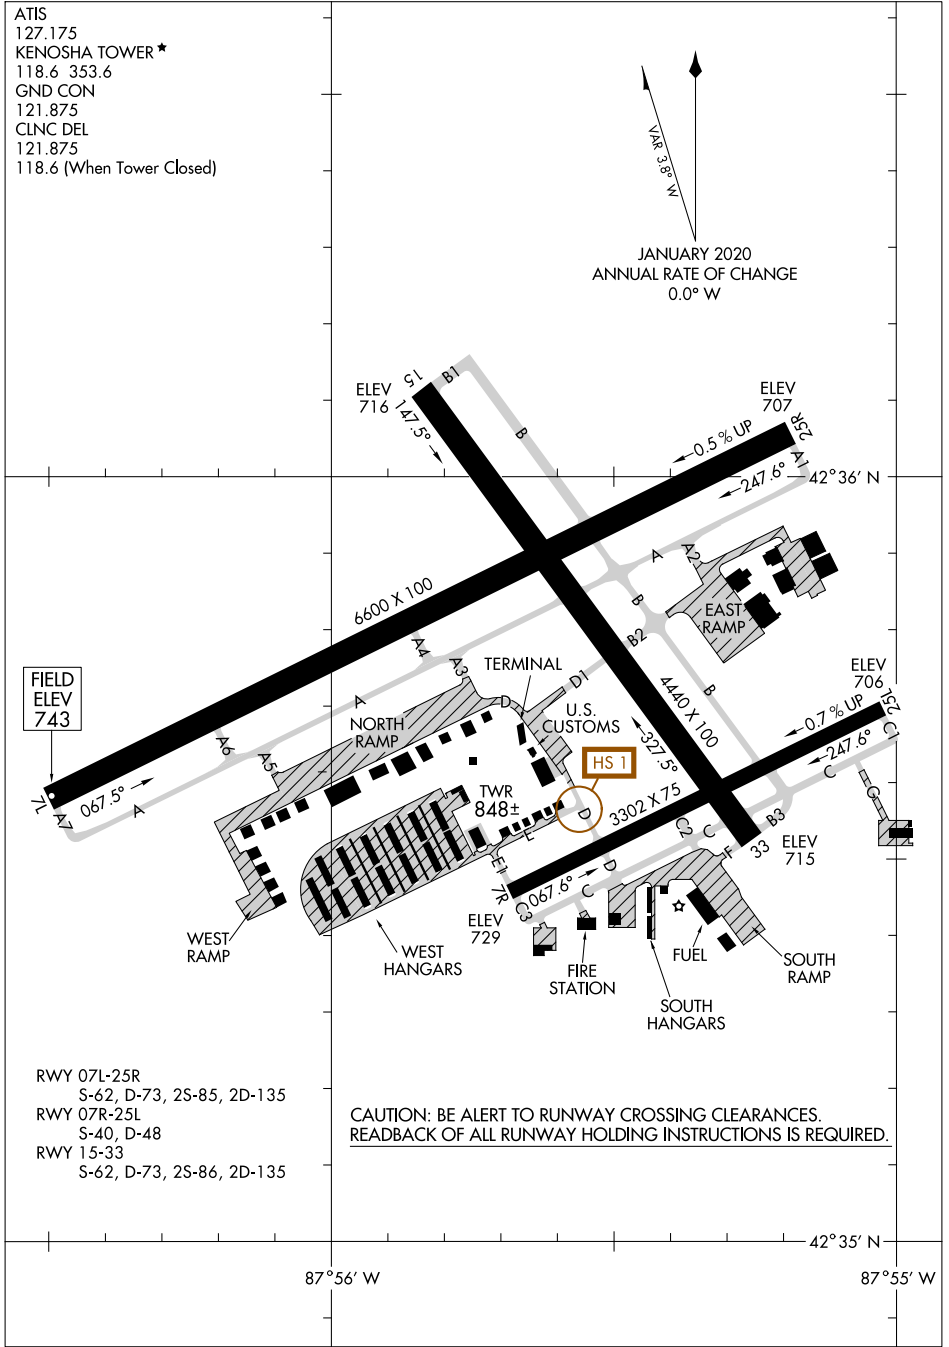 ATIS
127.175
KENOSHA TOWER★
118.6 353.6
GND CON
121.875
CLNC DEL
121.875
118.6 (When Tower Closed)
VAR 3.8° W
JANUARY 2020
ANNUAL RATE OF CHANGE
0.0° W
15
B1
ELEV
716
147.5°
B
ELEV
707
25R
0.5 % UP
A1
247.6°
42°36' N
A
A2
6600 X 100
B
EAST
RAMP
B2
A4
A3
TERMINAL
D1
FIELD
ELEV
743
A
D
U.S.
CUSTOMS
4440 X 100
B
ELEV
706
25L
0.7 % UP
C1
247.6°
NORTH
RAMP
A6
A5
327.5°
HS 1
7L
067.5°
A7
A
TWR
848±
3302 X 75
C
G
D
E
C2
C
B3
33
ELEV
715
F
E1
7R
067.6°
C
D
C3
ELEV
729
WEST
RAMP
WEST
HANGARS
FIRE
STATION
FUEL
SOUTH
RAMP
SOUTH
HANGARS
RWY 07L-25R
S-62, D-73, 2S-85, 2D-135
RWY 07R-25L
S-40, D-48
RWY 15-33
S-62, D-73, 2S-86, 2D-135
CAUTION: BE ALERT TO RUNWAY CROSSING CLEARANCES.
READBACK OF ALL RUNWAY HOLDING INSTRUCTIONS IS REQUIRED.
42°35' N
87°56' W
87°55' W